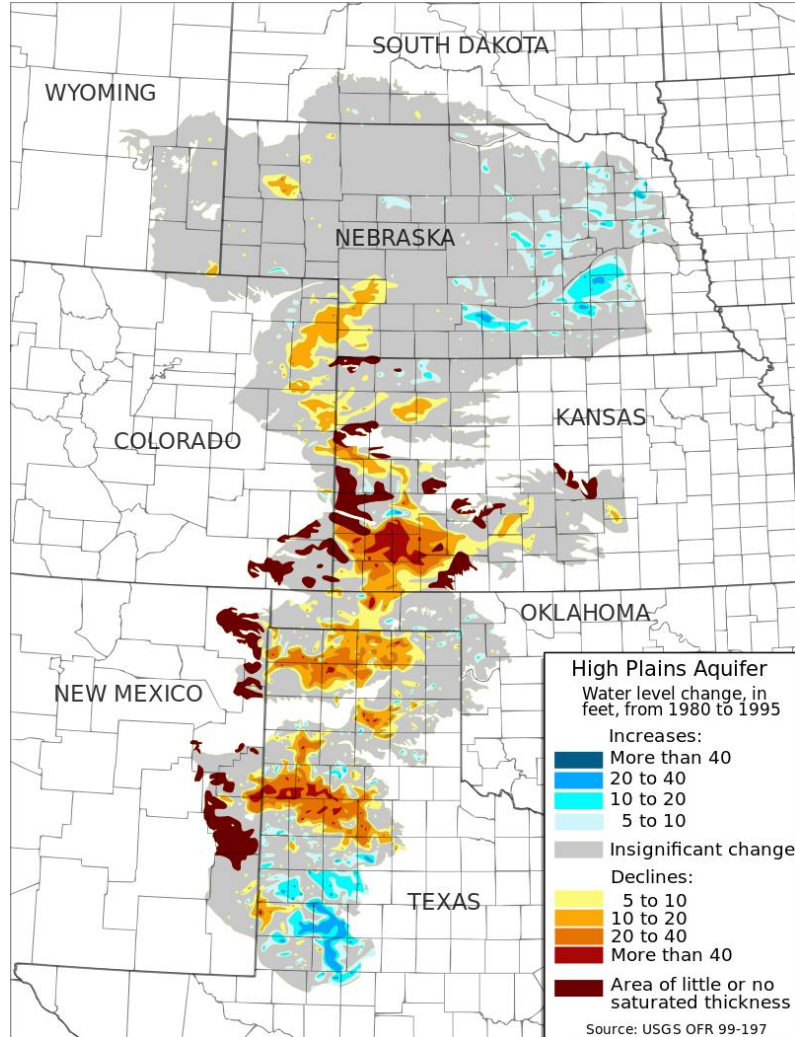 SOUTH DAKOTA
WYOMING
NEBRASKA
KANSAS
COLORADO
OKLAHOMA
NEW MEXICO
TEXAS
High Plains Aquifer
Water level change, in
feet, from 1980 to 1995
Increases:
More than 40
20 to 40
10 to 20
5 to 10
Insignificant change
Declines:
5 to 10
10 to 20
20 to 40
More than 40
Area of little or no
saturated thickness
Source: USGS OFR 99-197